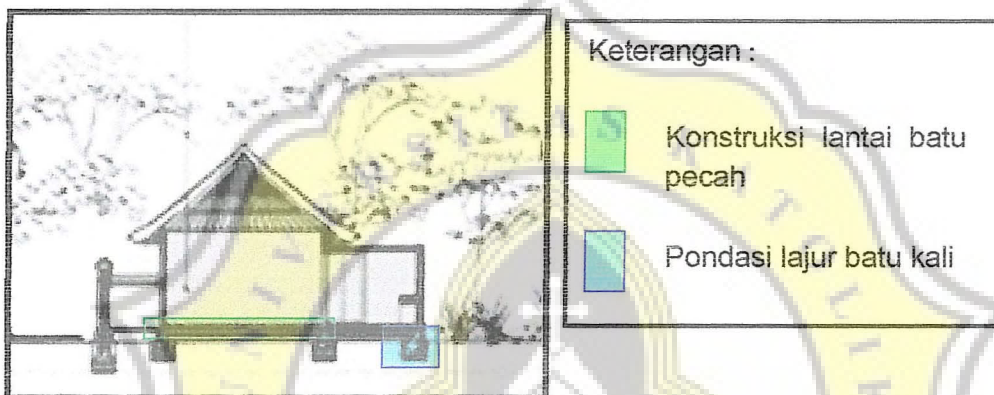 Keterangan :
Konstruksi lantai batu
pecah
Pondasi lajur batu kali